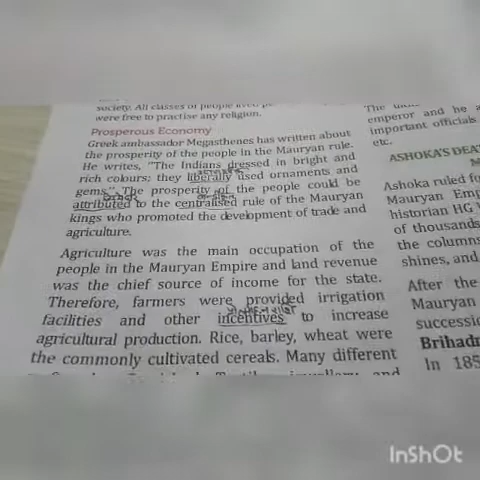 society. All classes of people lived
were free to practise any religion.
Prosperous Economy
Greek ambassador Megasthenes has written about
the prosperity of the people in the Mauryan rule.
He writes, "The Indians dressed in bright and
rich colours; they liberally used ornaments and
gems". The prosperity of the people could be
attributed to the centralised rule of the Mauryan
kings who promoted the development of trade and
agriculture.
Agriculture was the main occupation of the
people in the Mauryan Empire and land revenue
was the chief source of income for the state.
Therefore, farmers were provided irrigation
प्रोत्साहन राशि
facilities and other incentives to increase
agricultural production. Rice, barley, wheat were
the commonly cultivated cereals. Many different
The
emperor and he a
important officials
etc.
ASHOKA'S DEA
M
Ashoka ruled fo
Mauryan Emp
historian HG
of thousands
the column
shines, and
After the
Mauryan
successi
Brihadr
In 185
InShOt